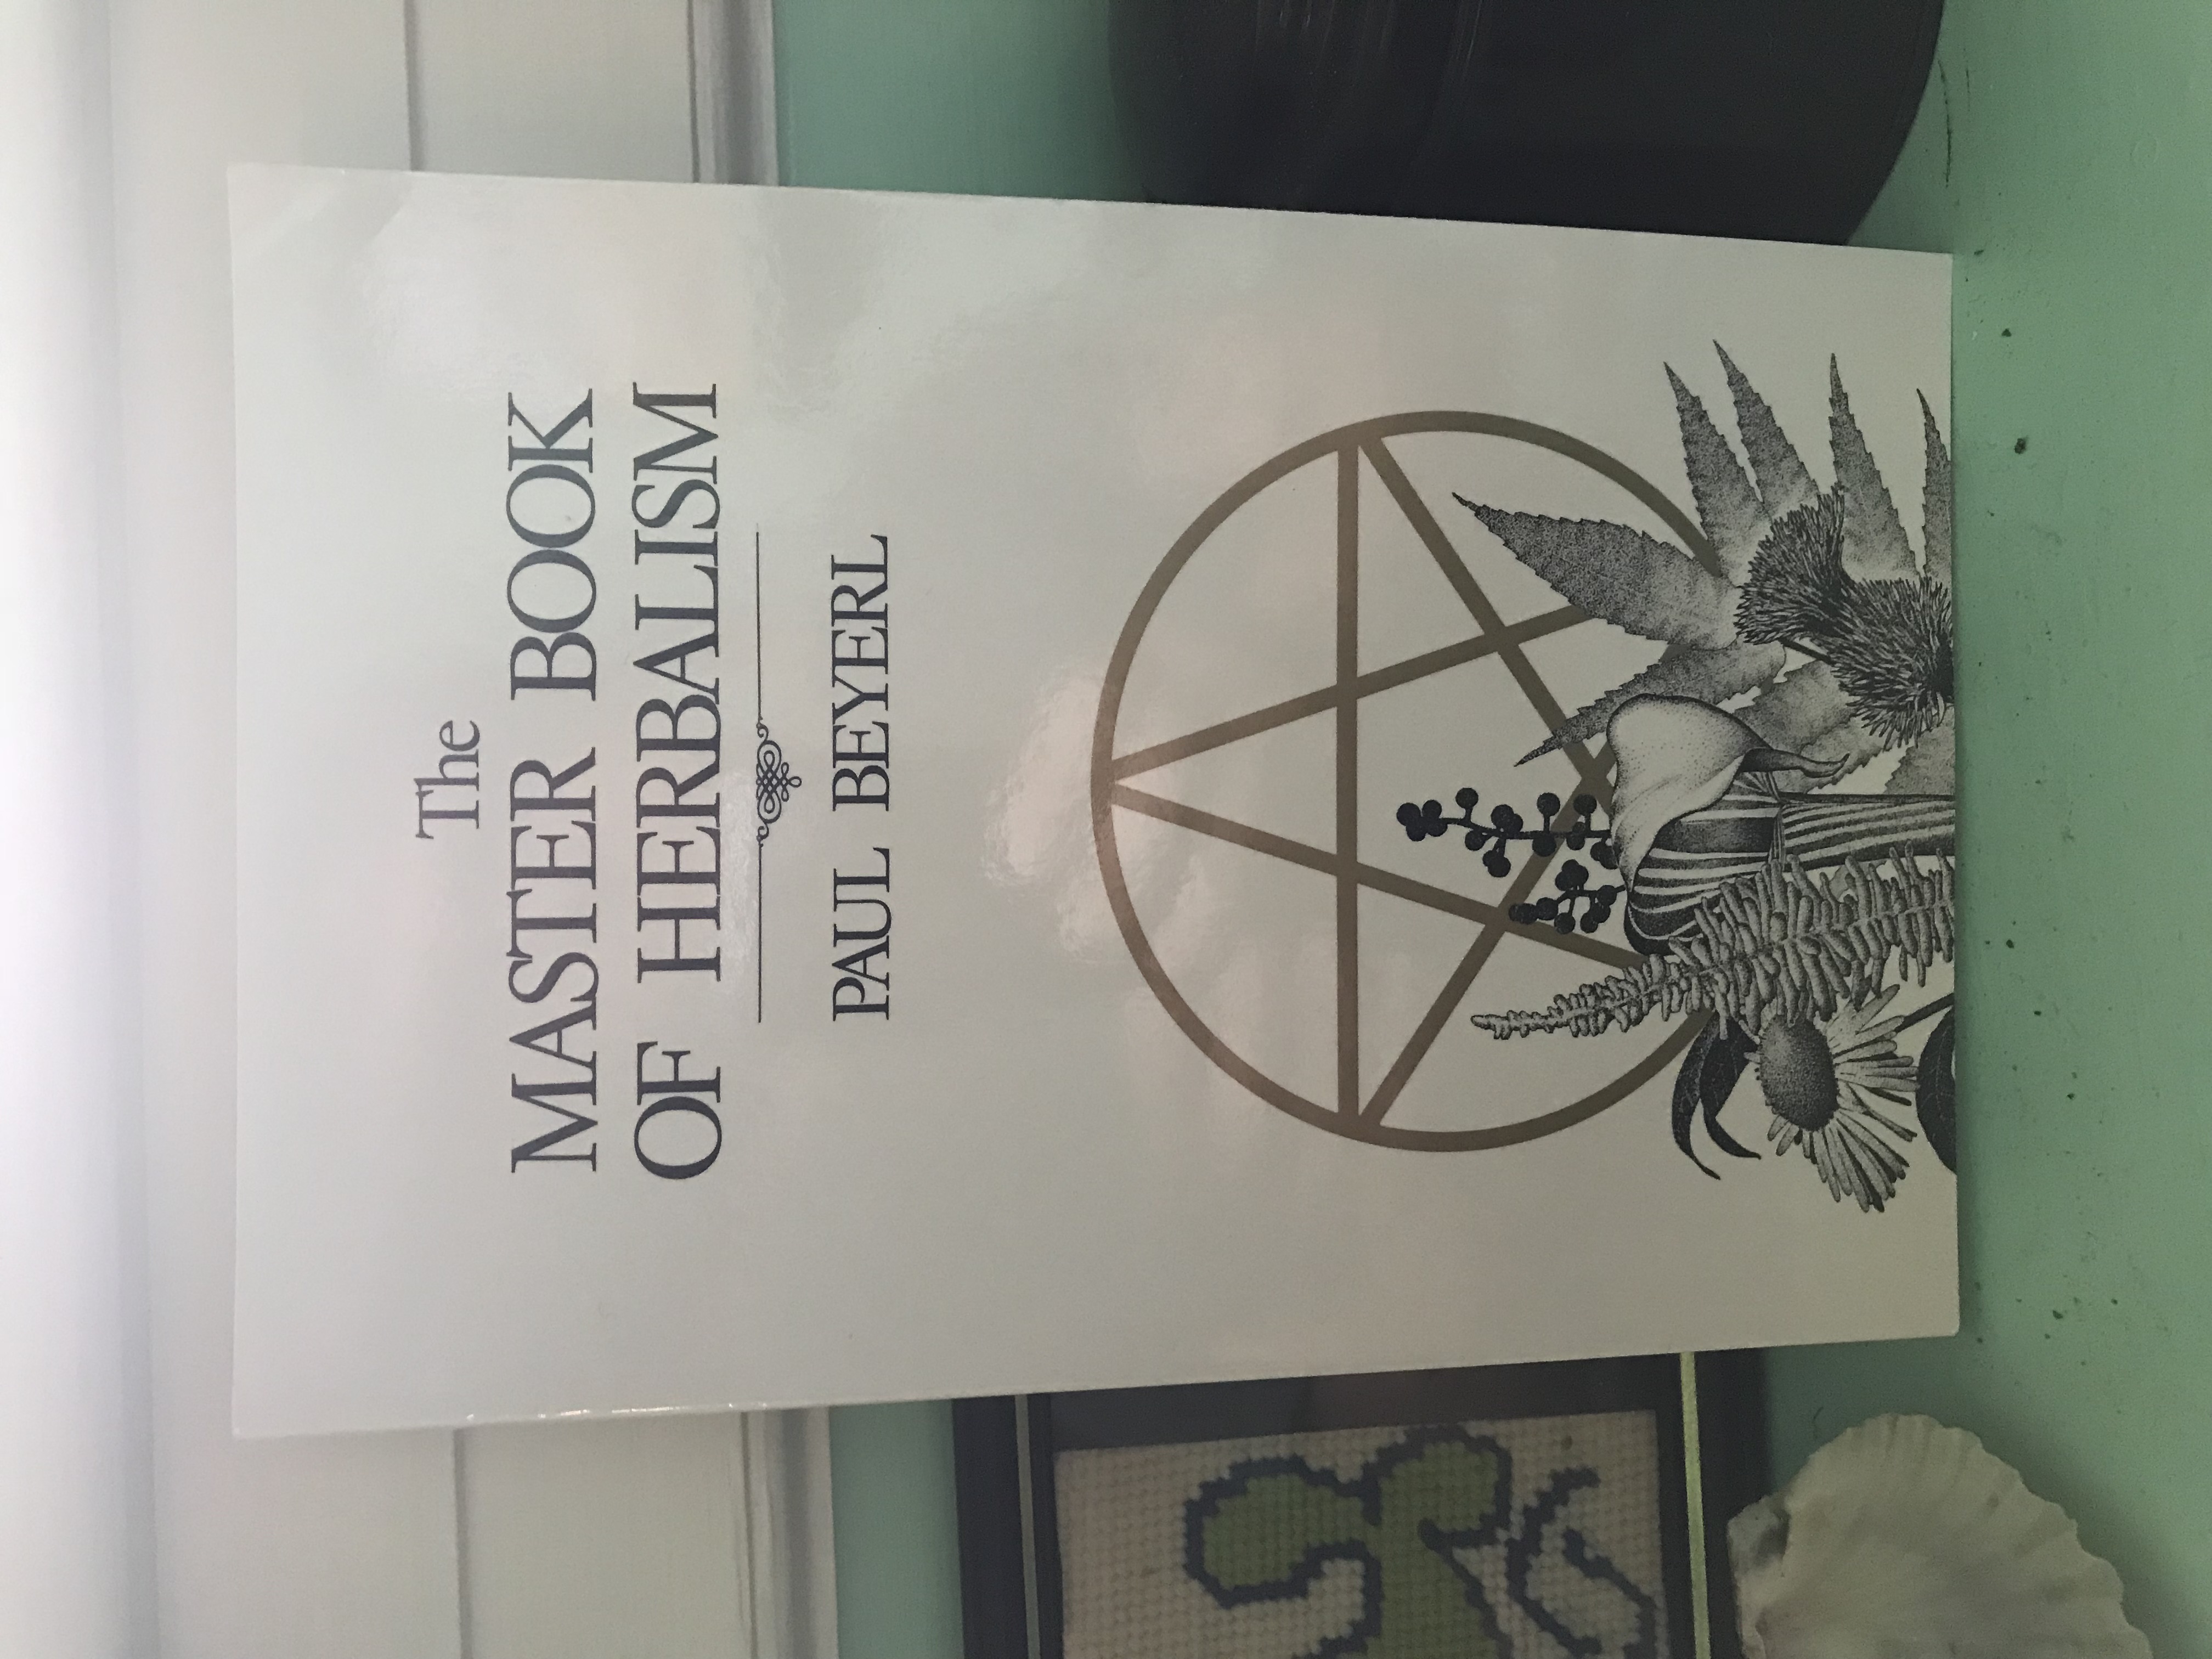 The
MASTER BOOK
OF HERBALISM
PAUL BEYERL